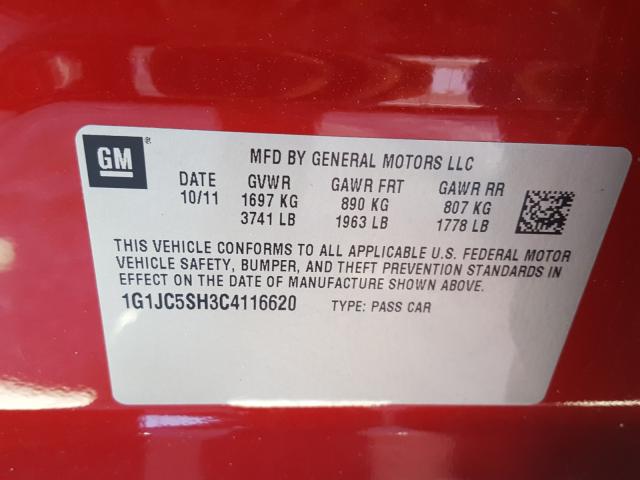 GM ®
MFD BY GENERAL MOTORS LLC
DATE GVWR GAWR FRT GAWR RR
10/11 1697 KG 890 KG 807 KG
3741 LB 1963 LB 1778 LB
THIS VEHICLE CONFORMS TO ALL APPLICABLE U.S. FEDERAL MOTOR
VEHICLE SAFETY, BUMPER, AND THEFT PREVENTION STANDARDS IN
EFFECT ON THE DATE OF MANUFACTURE SHOWN ABOVE.
1G1JC5SH3C4116620 TYPE: PASS CAR